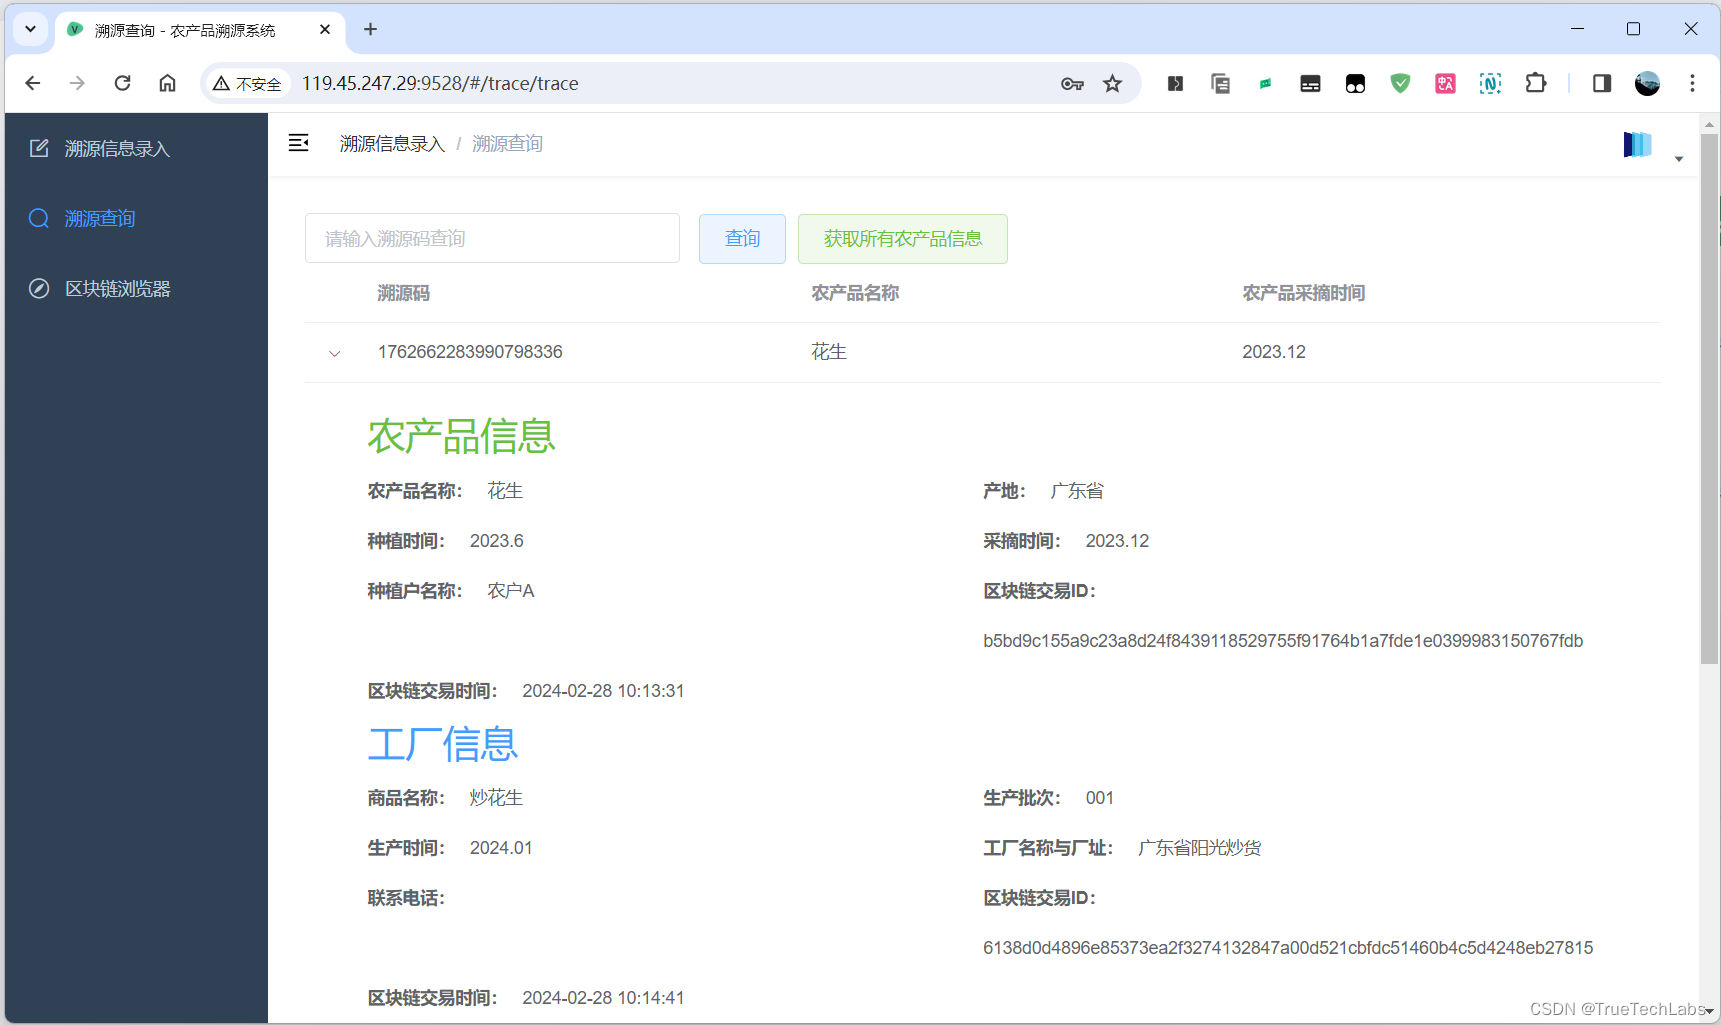 溯源查询 - 农产品溯源系统
不安全 119.45.247.29:9528/#/trace/trace
溯源信息录入
溯源查询
区块链浏览器
溯源信息录入 / 溯源查询
请输入溯源码查询 查询 获取所有农产品信息
溯源码 农产品名称 农产品采摘时间
1762662283990798336 花生 2023.12
农产品信息
农产品名称： 花生 产地： 广东省
种植时间： 2023.6 采摘时间： 2023.12
种植户名称： 农户A 区块链交易ID：
b5bd9c155a9c23a8d24f8439118529755f91764b1a7fde1e0399983150767fdb
区块链交易时间： 2024-02-28 10:13:31
工厂信息
商品名称： 炒花生 生产批次： 001
生产时间： 2024.01 工厂名称与厂址： 广东省阳光炒货
联系电话： 区块链交易ID：
6138d0d4896e85373ea2f3274132847a00d521cbfdc51460b4c5d4248eb27815
区块链交易时间： 2024-02-28 10:14:41
CSDN @TrueTechLabs